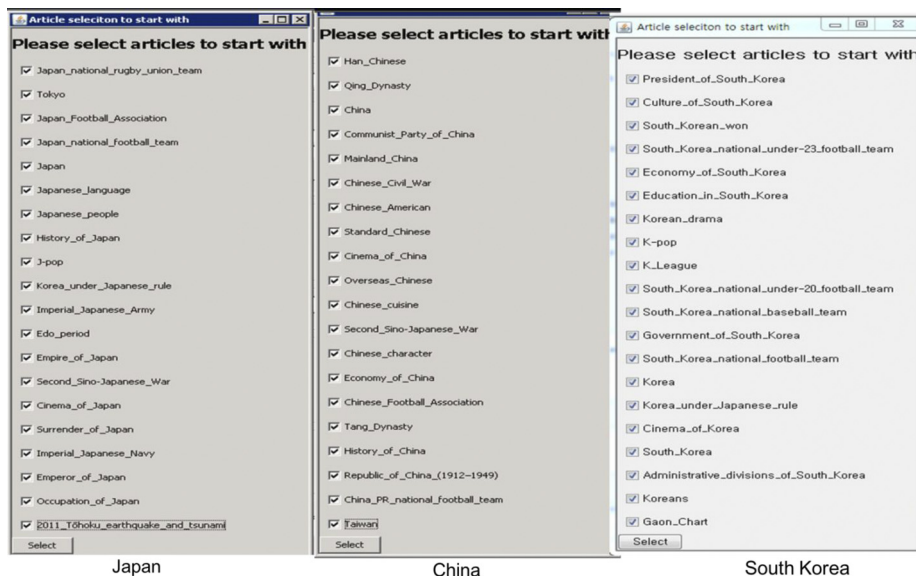 Article seleciton to start with
Please select articles to start with
Japan_national_rugby_union_team
Tokyo
Japan_Football_Association
Japan_national_football_team
Japan
Japanese_language
Japanese_people
History_of_Japan
J-pop
Korea_under_Japanese_rule
Imperial_Japanese_Army
Edo_period
Empire_of_Japan
Second_Sino-Japanese_War
Cinema_of_Japan
Surrender_of_Japan
Imperial_Japanese_Navy
Emperor_of_Japan
Occupation_of_Japan
2011_Tōhoku_earthquake_and_tsunami
Select
Japan
Please select articles to start with
Han_Chinese
Qing_Dynasty
China
Communist_Party_of_China
Mainland_China
Chinese_Civil_War
Chinese_American
Standard_Chinese
Cinema_of_China
Overseas_Chinese
Chinese_cuisine
Second_Sino-Japanese_War
Chinese_character
Economy_of_China
Chinese_Football_Association
Tang_Dynasty
History_of_China
Republic_of_China_(1912–1949)
China_PR_national_football_team
Taiwan
Select
China
Article seleciton to start with
Please select articles to start with
President_of_South_Korea
Culture_of_South_Korea
South_Korean_won
South_Korea_national_under-23_football_team
Economy_of_South_Korea
Education_in_South_Korea
Korean_drama
K-pop
K_League
South_Korea_national_under-20_football_team
South_Korea_national_baseball_team
Government_of_South_Korea
South_Korea_national_football_team
Korea
Korea_under_Japanese_rule
Cinema_of_Korea
South_Korea
Administrative_divisions_of_South_Korea
Koreans
Gaon_Chart
Select
South Korea